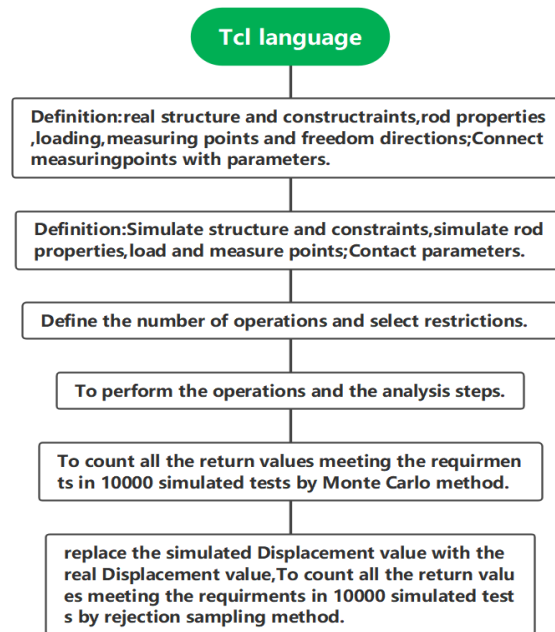 Tcl language
Definition:real structure and constructraints,rod properties
,loading,measuring points and freedom directions;Connect
measuringpoints with parameters.
Definition:Simulate structure and constraints,simulate rod
properties,load and measure points;Contact parameters.
Define the number of operations and select restrictions.
To perform the operations and the analysis steps.
To count all the return values meeting the requirmen
ts in 10000 simulated tests by Monte Carlo method.
replace the simulated Displacement value with the
real Displacement value,To count all the return valu
es meeting the requirments in 10000 simulated test
s by rejection sampling method.